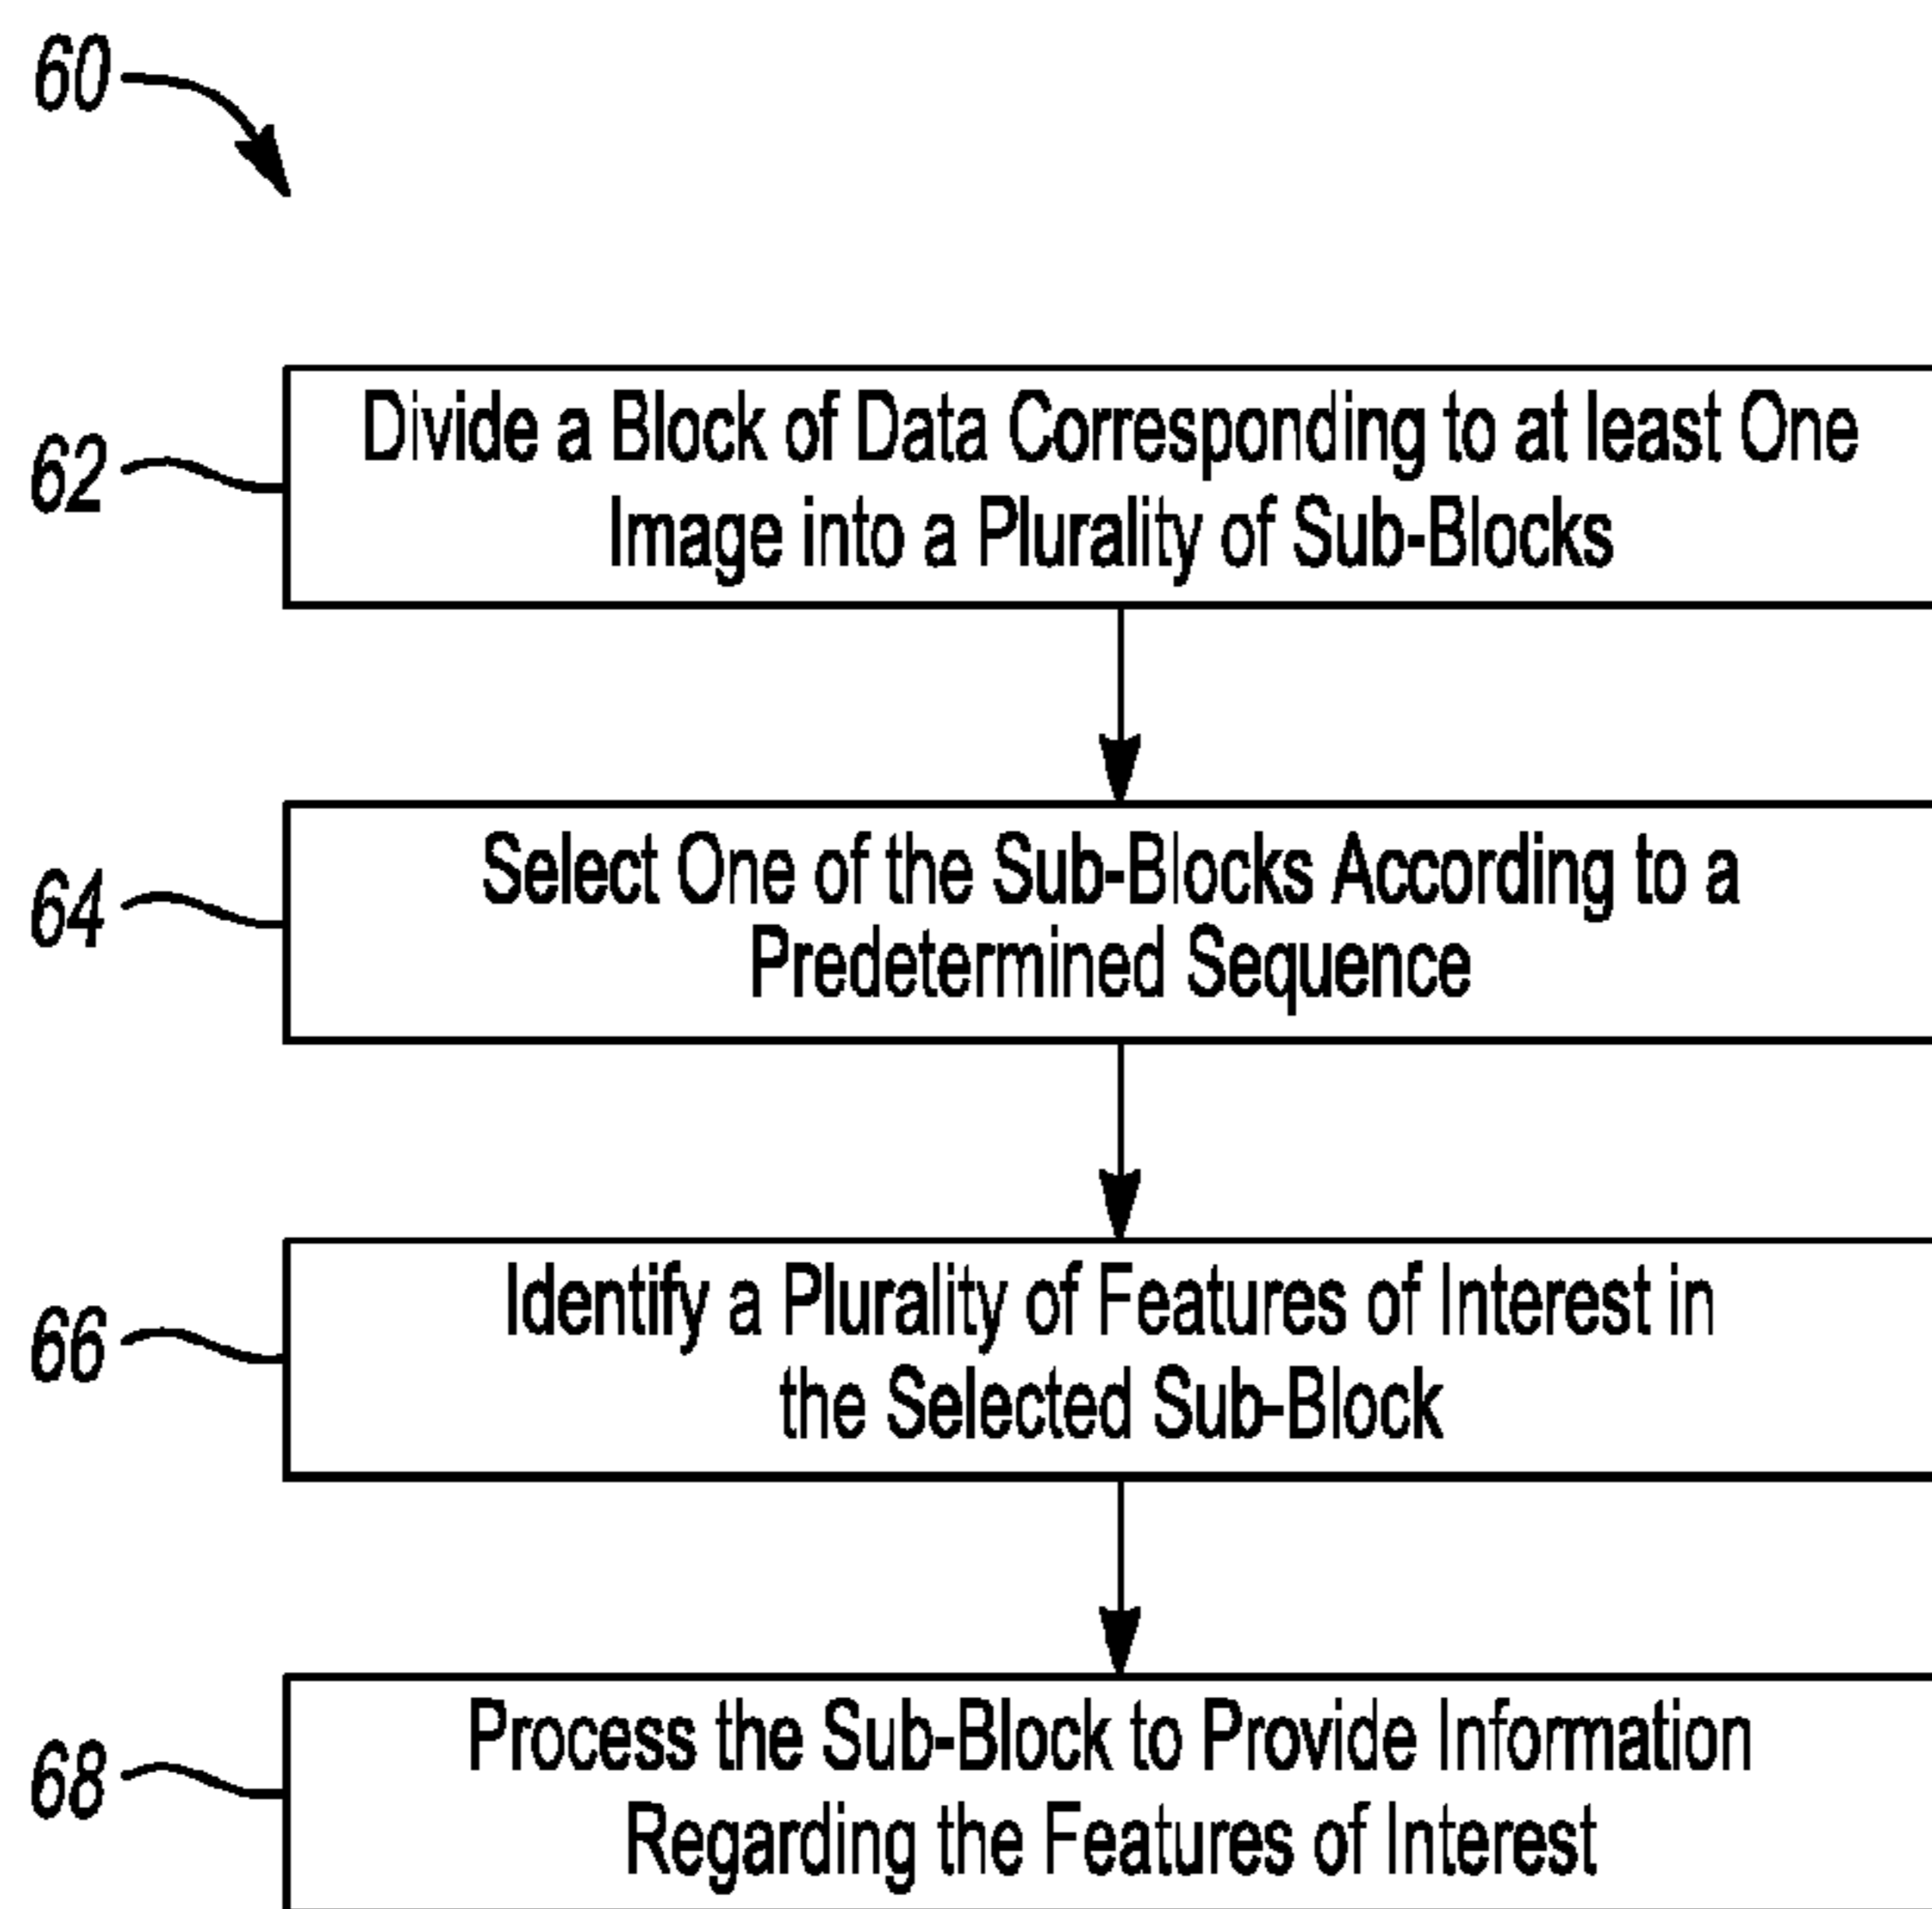 60
62
Divide a Block of Data Corresponding to at least One
Image into a Plurality of Sub-Blocks
64
Select One of the Sub-Blocks According to a
Predetermined Sequence
66
Identify a Plurality of Features of Interest in
the Selected Sub-Block
68
Process the Sub-Block to Provide Information
Regarding the Features of Interest